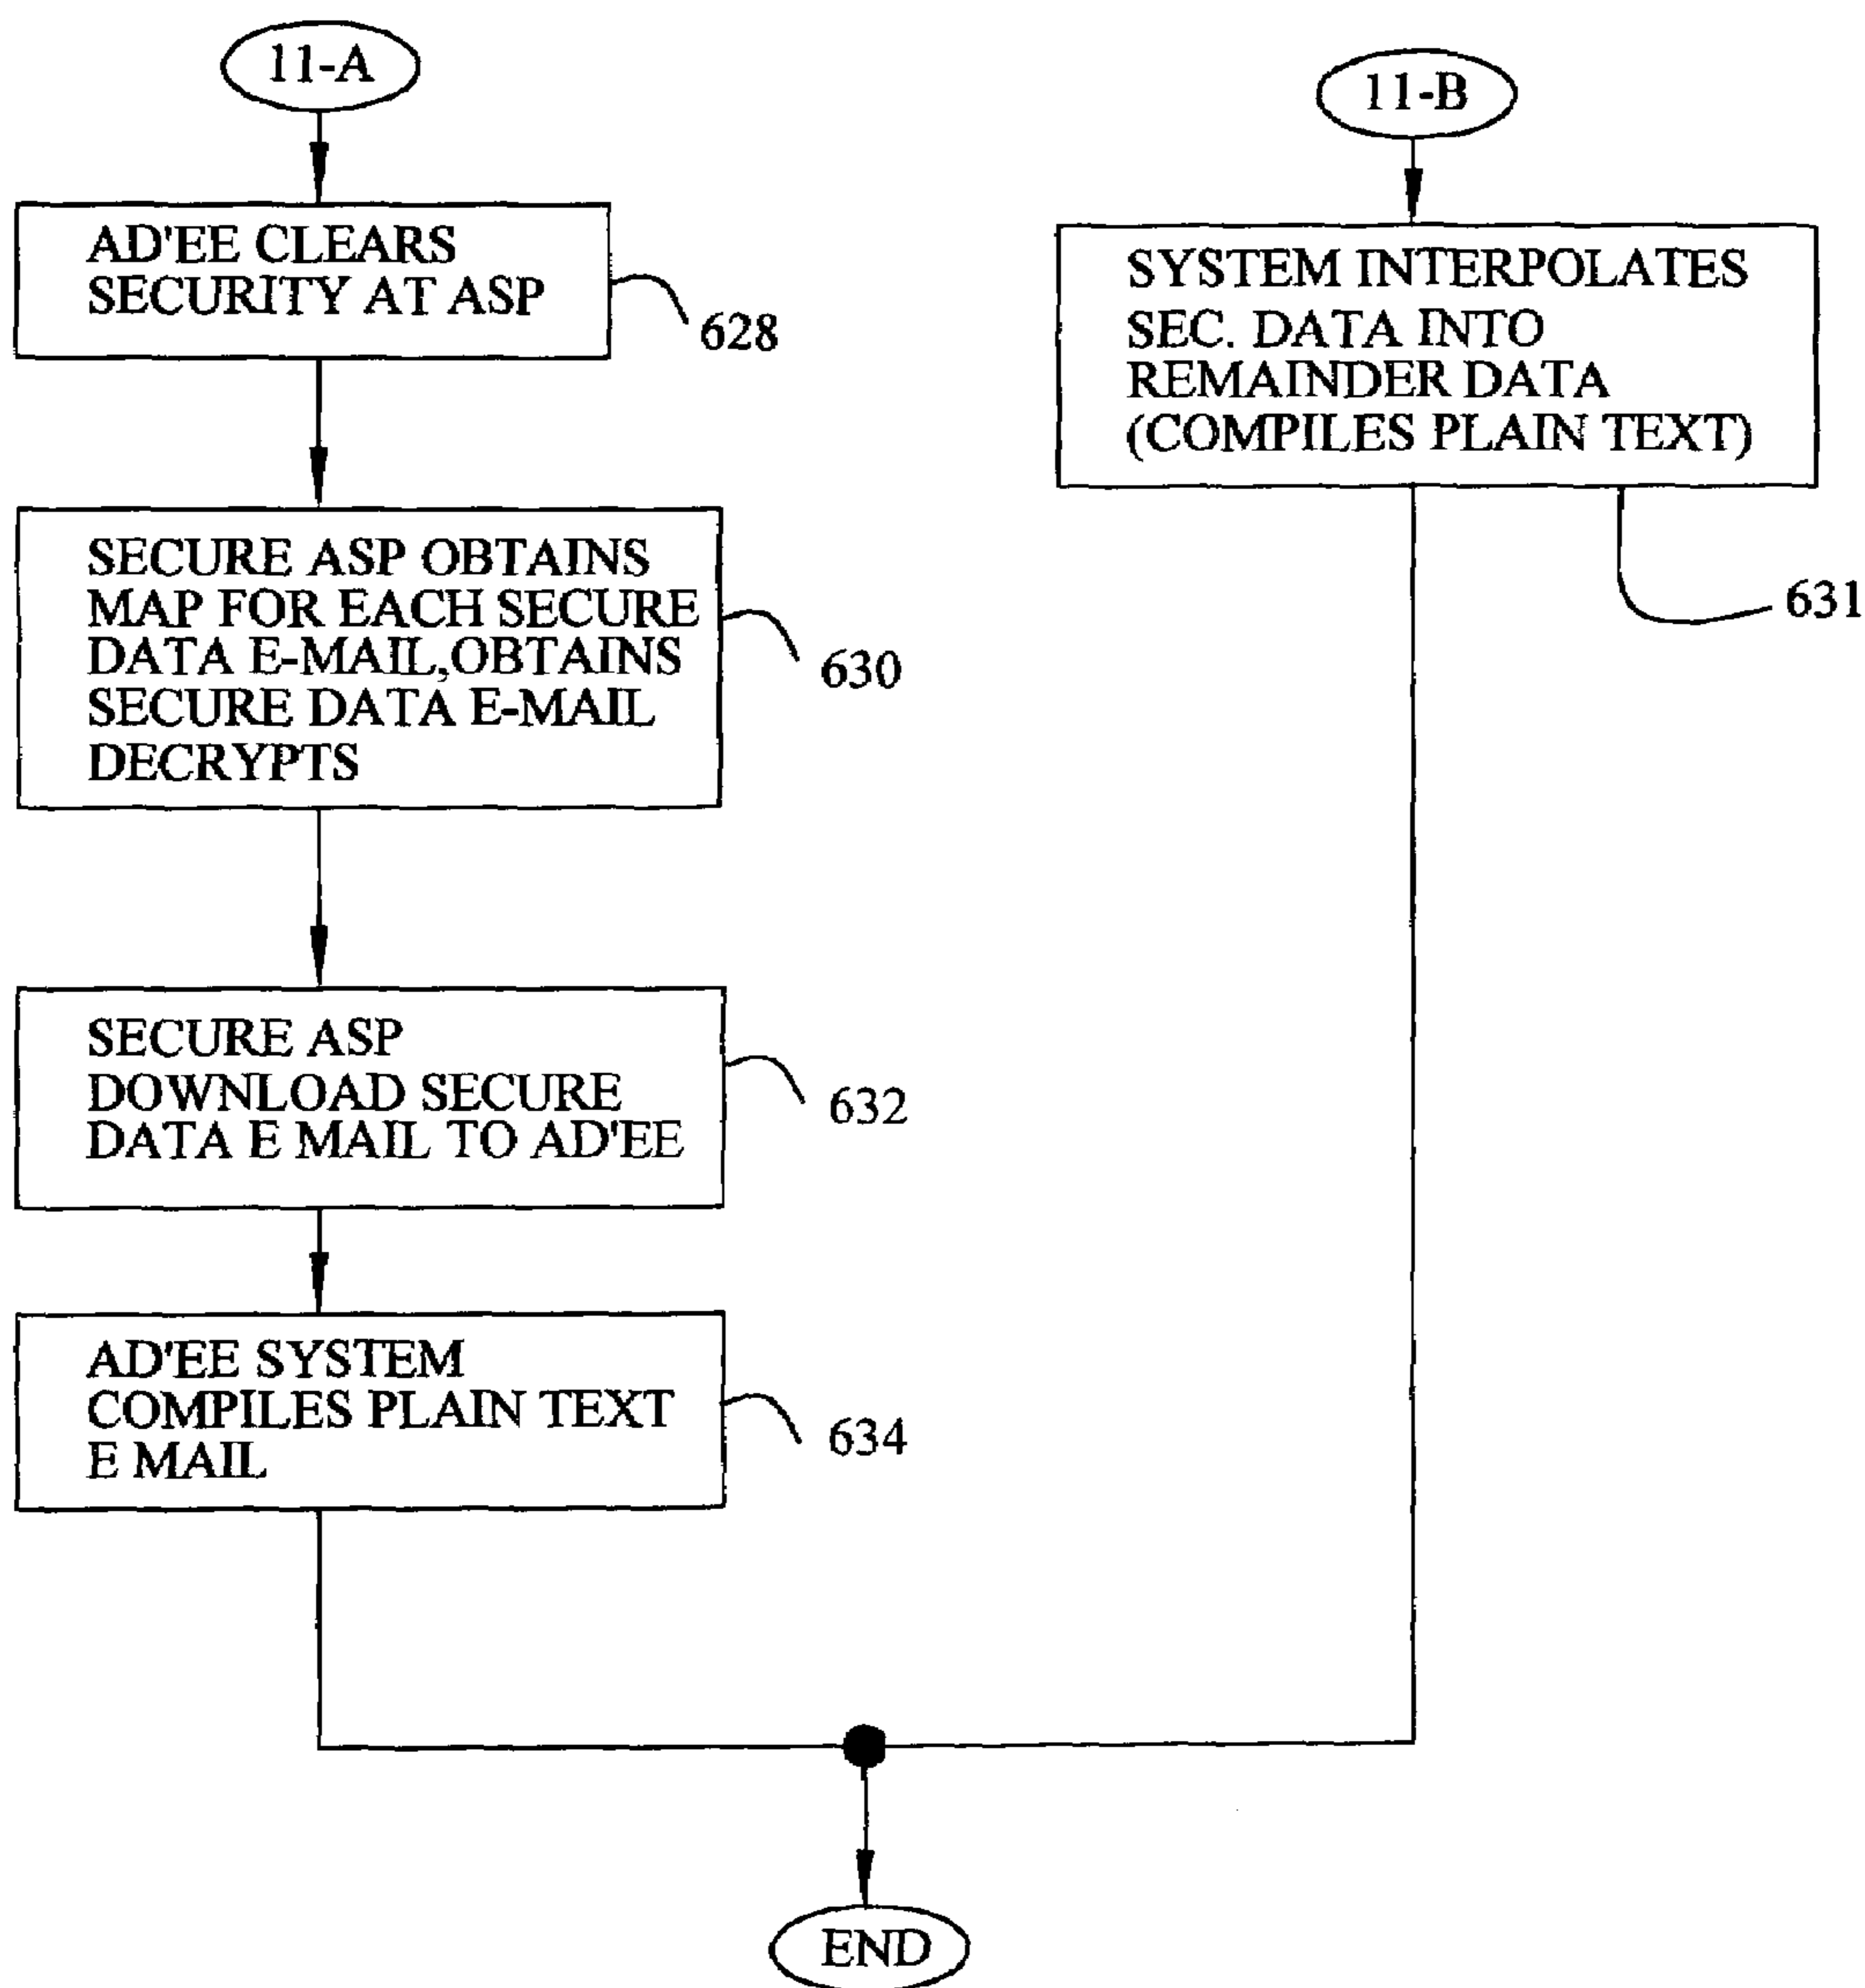 11-A
AD'EE CLEARS
SECURITY AT ASP
628
SECURE ASP OBTAINS
MAP FOR EACH SECURE
DATA E-MAIL,OBTAINS
SECURE DATA E-MAIL
DECRYPTS
630
SECURE ASP
DOWNLOAD SECURE
DATA E MAIL TO AD'EE
632
AD'EE SYSTEM
COMPILES PLAIN TEXT
E MAIL
634
11-B
SYSTEM INTERPOLATES
SEC. DATA INTO
REMAINDER DATA
(COMPILES PLAIN TEXT)
631
END